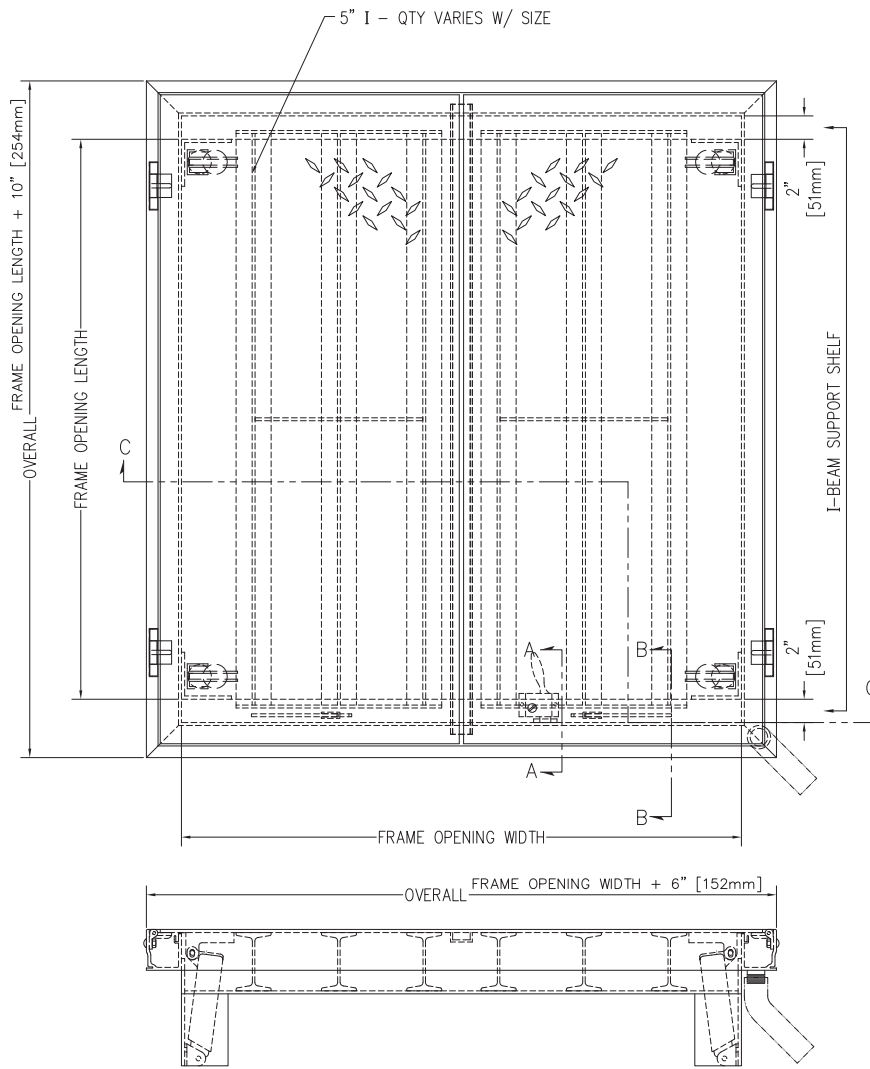 5" I - QTY VARIES W/ SIZE
FRAME OPENING LENGTH + 10" [254mm]
OVERALL
FRAME OPENING LENGTH
2"
[51mm]
I-BEAM SUPPORT SHELF
C
A
B
2"
[51mm]
A
B
FRAME OPENING WIDTH
FRAME OPENING WIDTH + 6" [152mm]
OVERALL